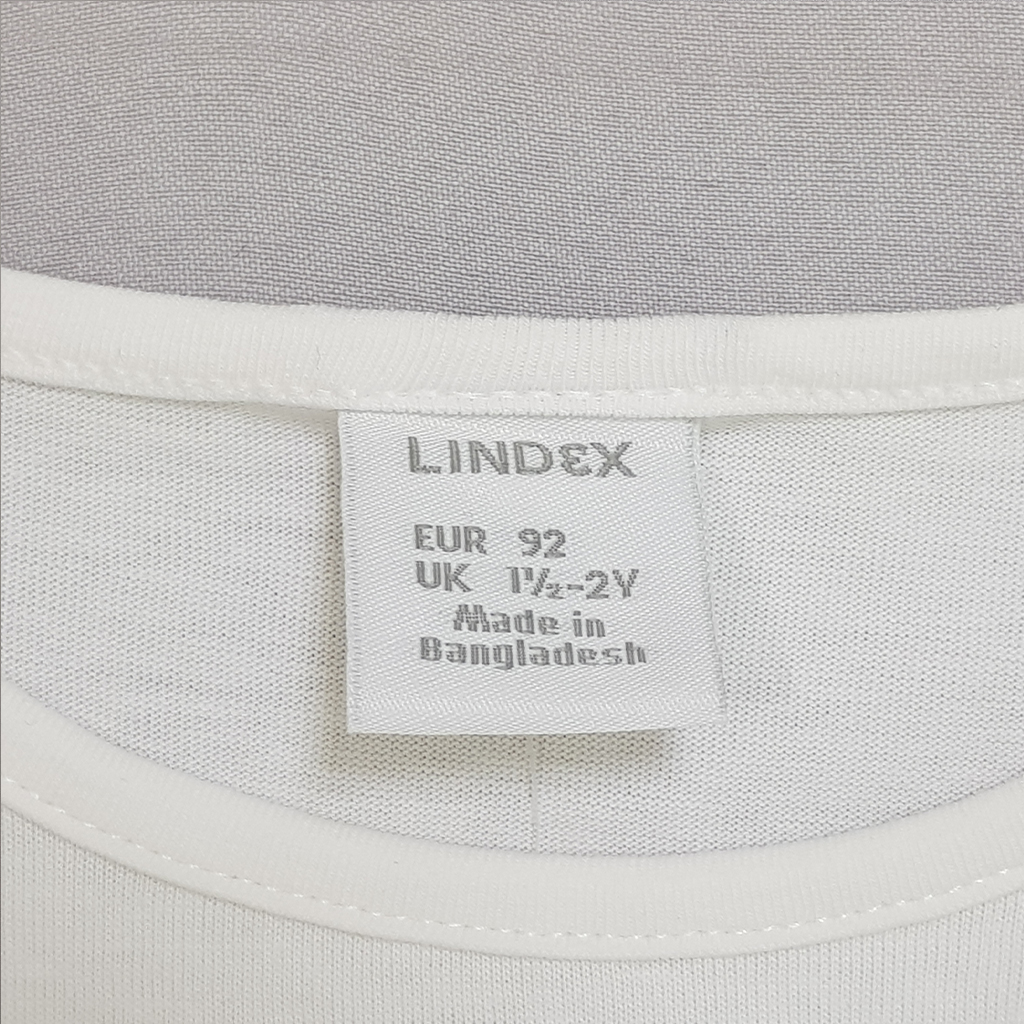 LINDEX
EUR 92
UK 1½-2Y
Made in
Bangladesh